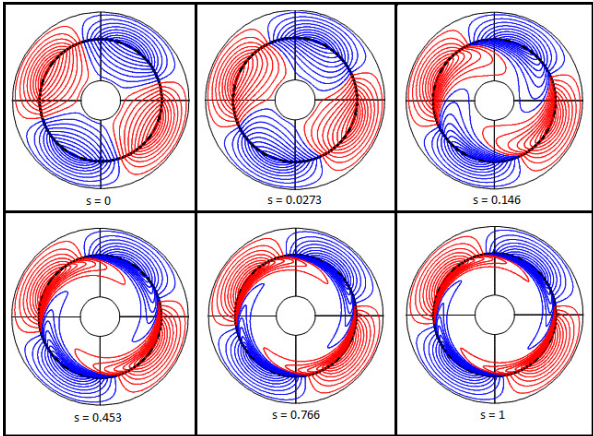 s = 0
s = 0.0273
s = 0.146
s = 0.453
s = 0.766
s = 1